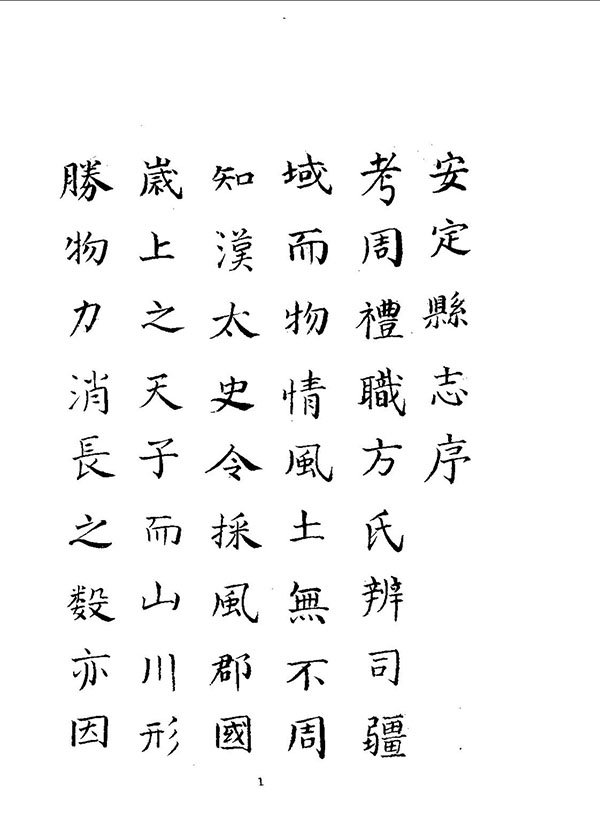 安定縣志序
考周禮職方氏辨司疆
域而物情風土無不周
知漢太史令採風郡國
歲上之天子而山川形
勝物力消長之數亦因
1